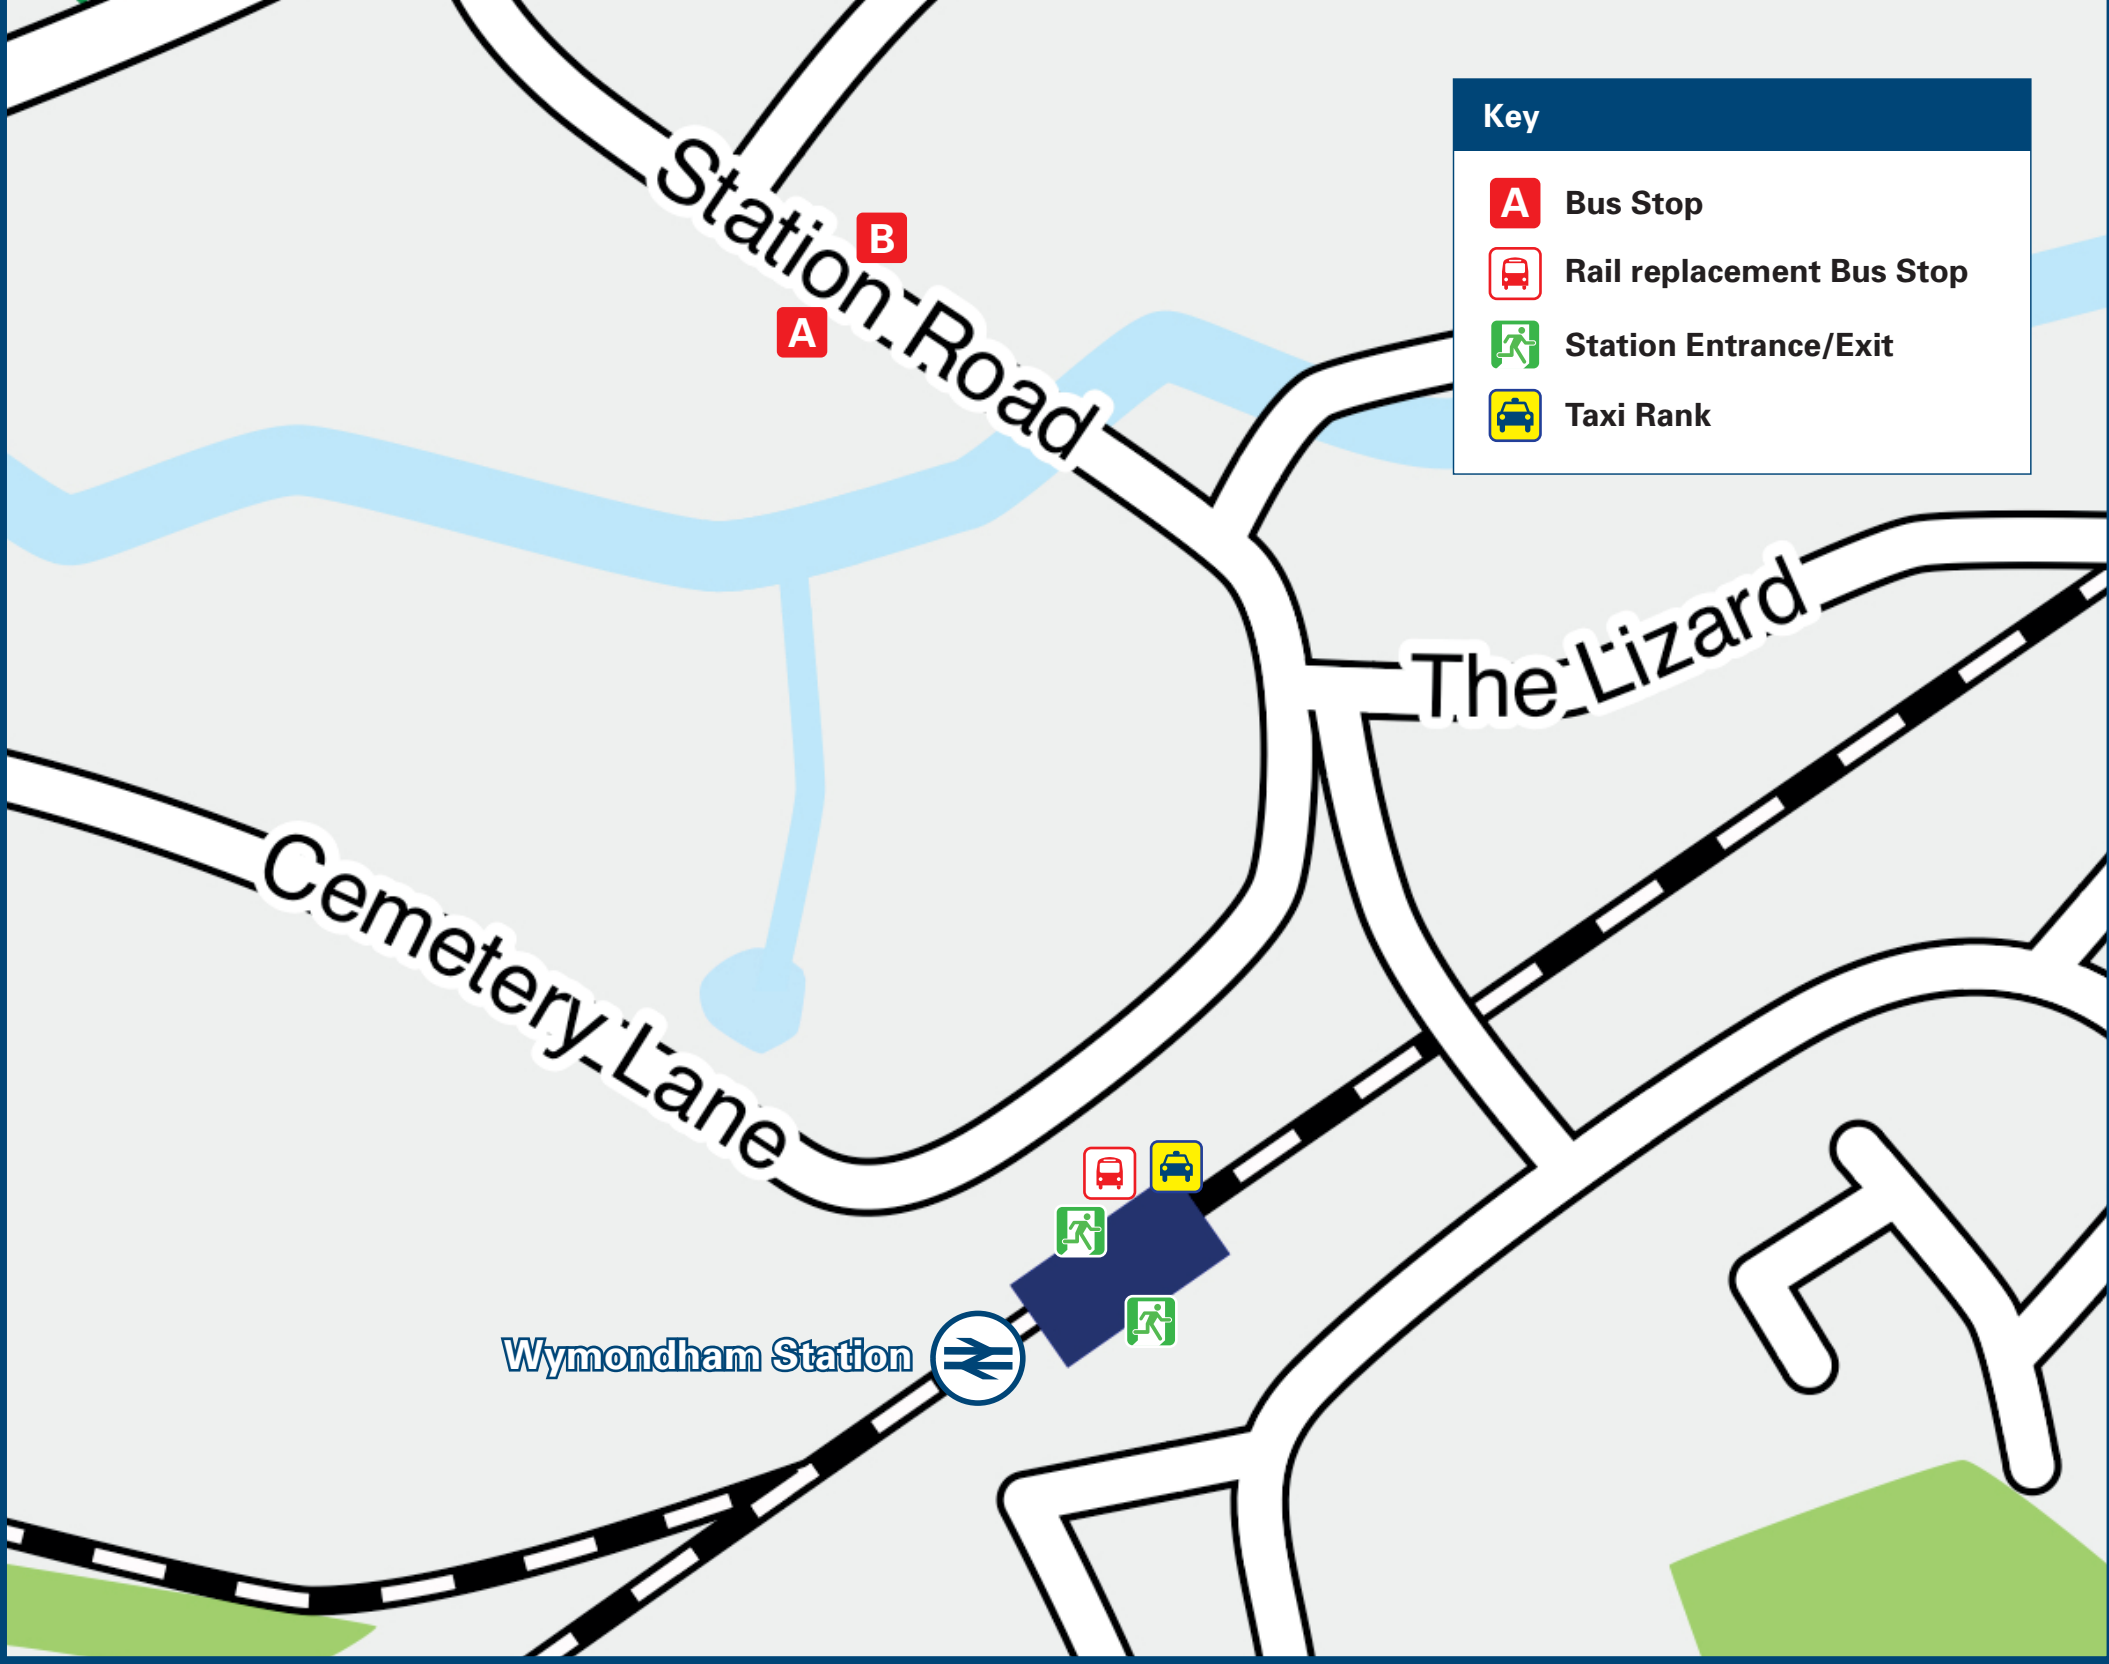 Station Road
B
A
Key
A Bus Stop
Rail replacement Bus Stop
Station Entrance/Exit
Taxi Rank
The Lizard
Cemetery Lane
Wymondham Station